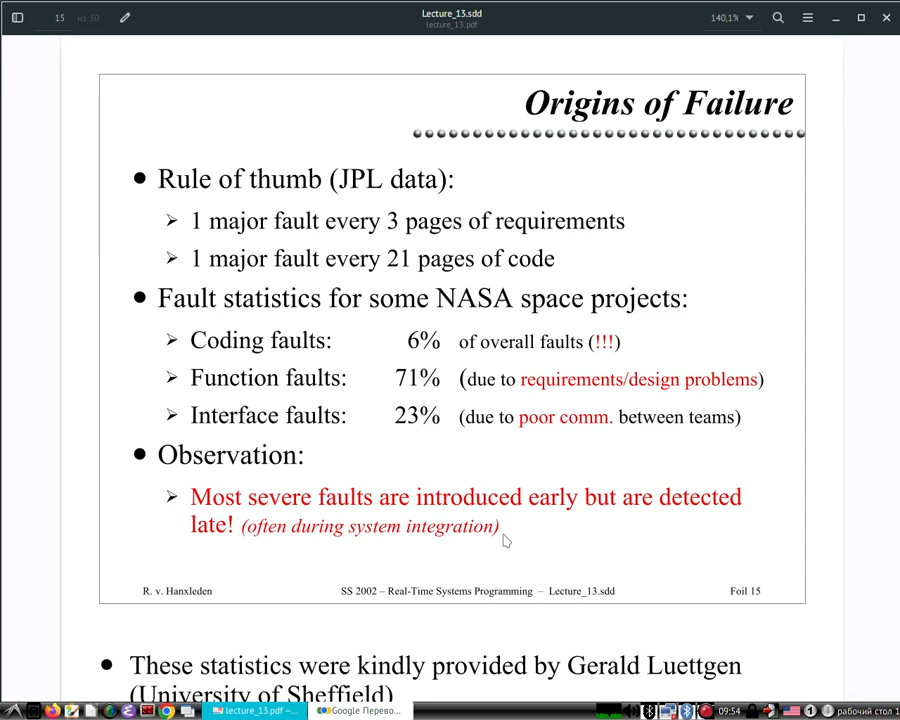 15 из 30
Lecture_13.sdd
lecture_13.pdf
140,1%
Origins of Failure
Rule of thumb (JPL data):
1 major fault every 3 pages of requirements
1 major fault every 21 pages of code
Fault statistics for some NASA space projects:
Coding faults: 6% of overall faults (!!!)
Function faults: 71% (due to requirements/design problems)
Interface faults: 23% (due to poor comm. between teams)
Observation:
Most severe faults are introduced early but are detected
late! (often during system integration)
R. v. Hanxleden SS 2002 – Real-Time Systems Programming – Lecture_13.sdd Foil 15
These statistics were kindly provided by Gerald Luettgen
(University of Sheffield)
lecture_13.pdf –... Google Перево... 09:54 1 рабочий стол 1